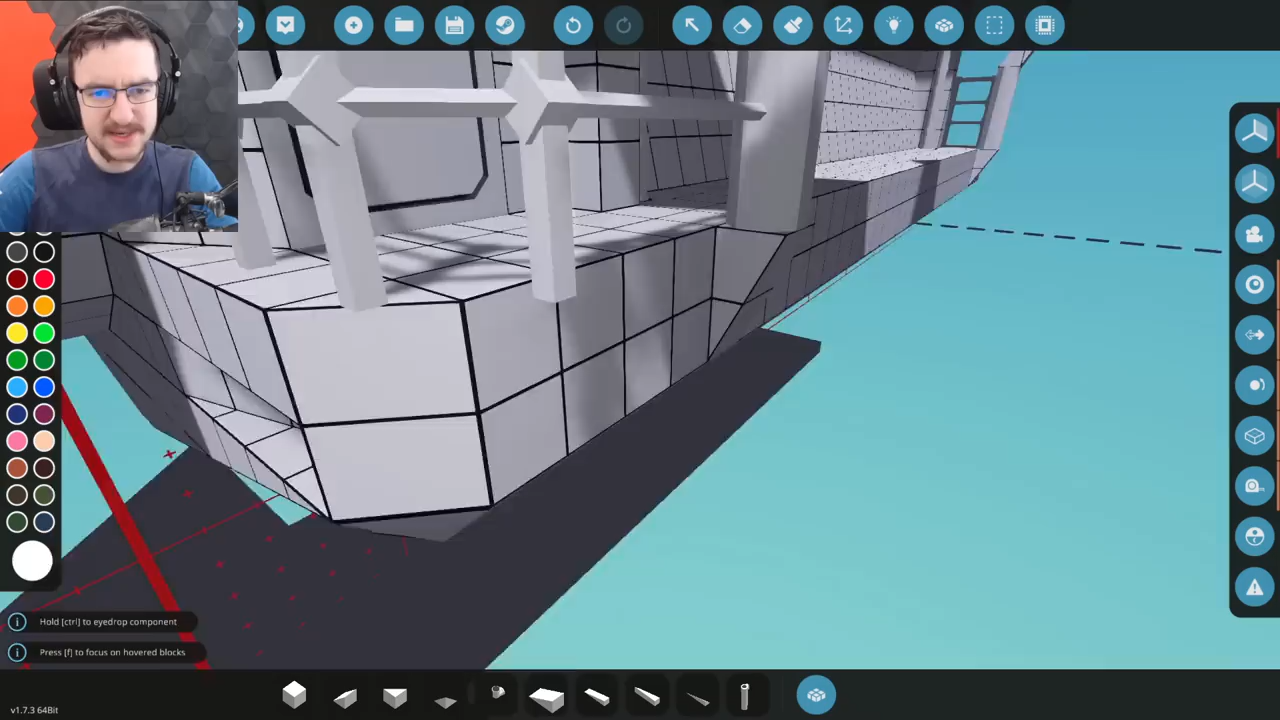 Hold [ctrl] to eyedrop component
Press [f] to focus on hovered blocks
v1.7.3 64Bit